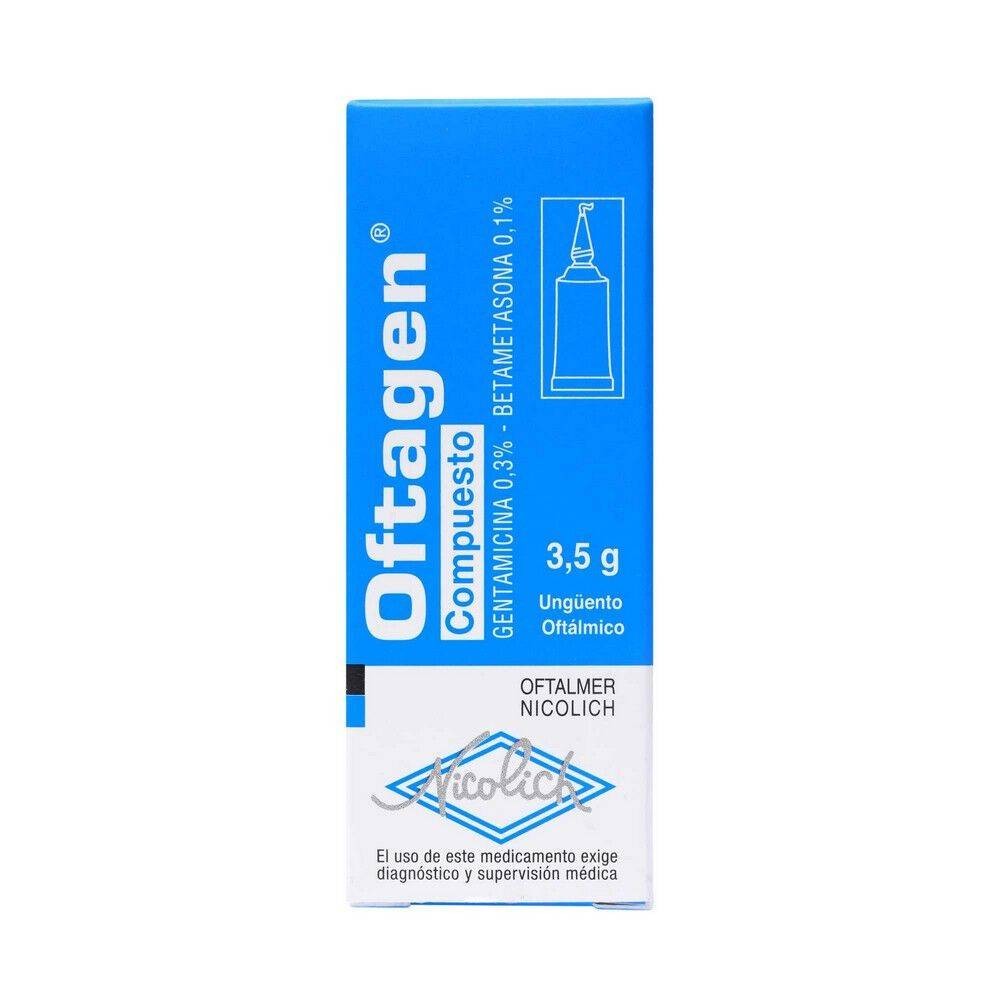 Oftagen®
Compuesto
GENTAMICINA 0,3% - BETAMETASONA 0,1%
3,5 g
Ungüento
Oftálmico
OFTALMER
NICOLICH
Nicolich
El uso de este medicamento exige
diagnóstico y supervisión médica